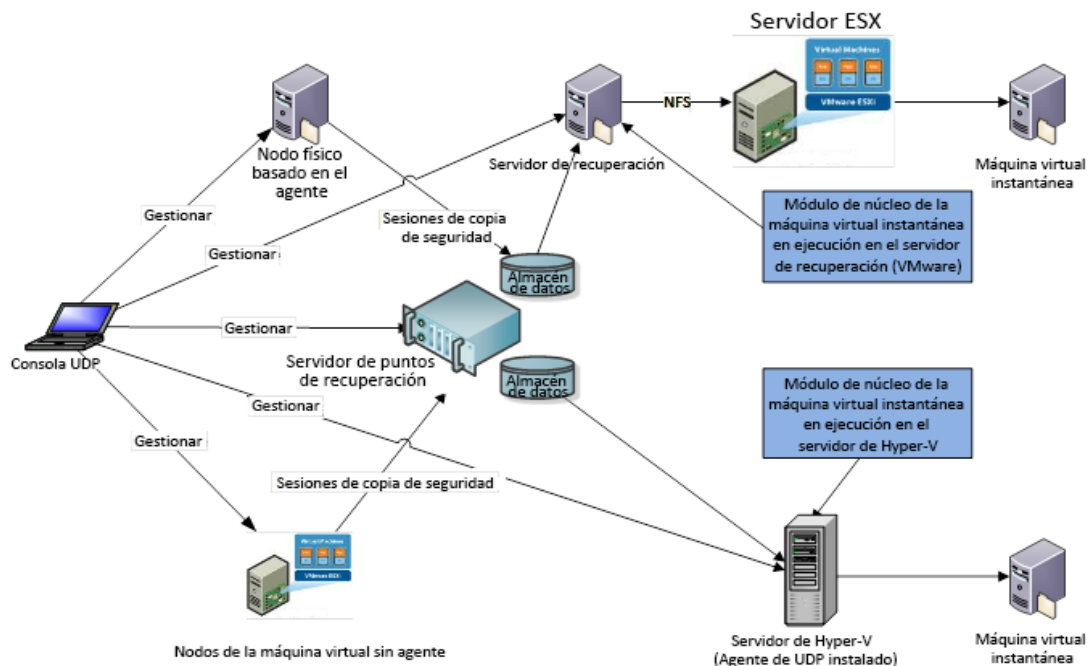 Servidor ESX
Virtual Machines
VMware ESXi
NFS
Nodo físico
basado en el
agente
Servidor de recuperación
Máquina virtual
instantánea
Gestionar
Sesiones de copia
de seguridad
Gestionar
Módulo de núcleo de la
máquina virtual instantánea
en ejecución en el servidor
de recuperación (VMware)
Almacén
de datos
Gestionar
Consola UDP
Servidor de puntos
de recuperación
Almacén
de datos
Gestionar
Módulo de núcleo de la
máquina virtual instantánea
en ejecución en el
servidor de Hyper-V
Gestionar
Sesiones de copia de seguridad
Virtual Machines
VMware ESXi
Nodos de la máquina virtual sin agente
Servidor de Hyper-V
(Agente de UDP instalado)
Máquina virtual
instantánea